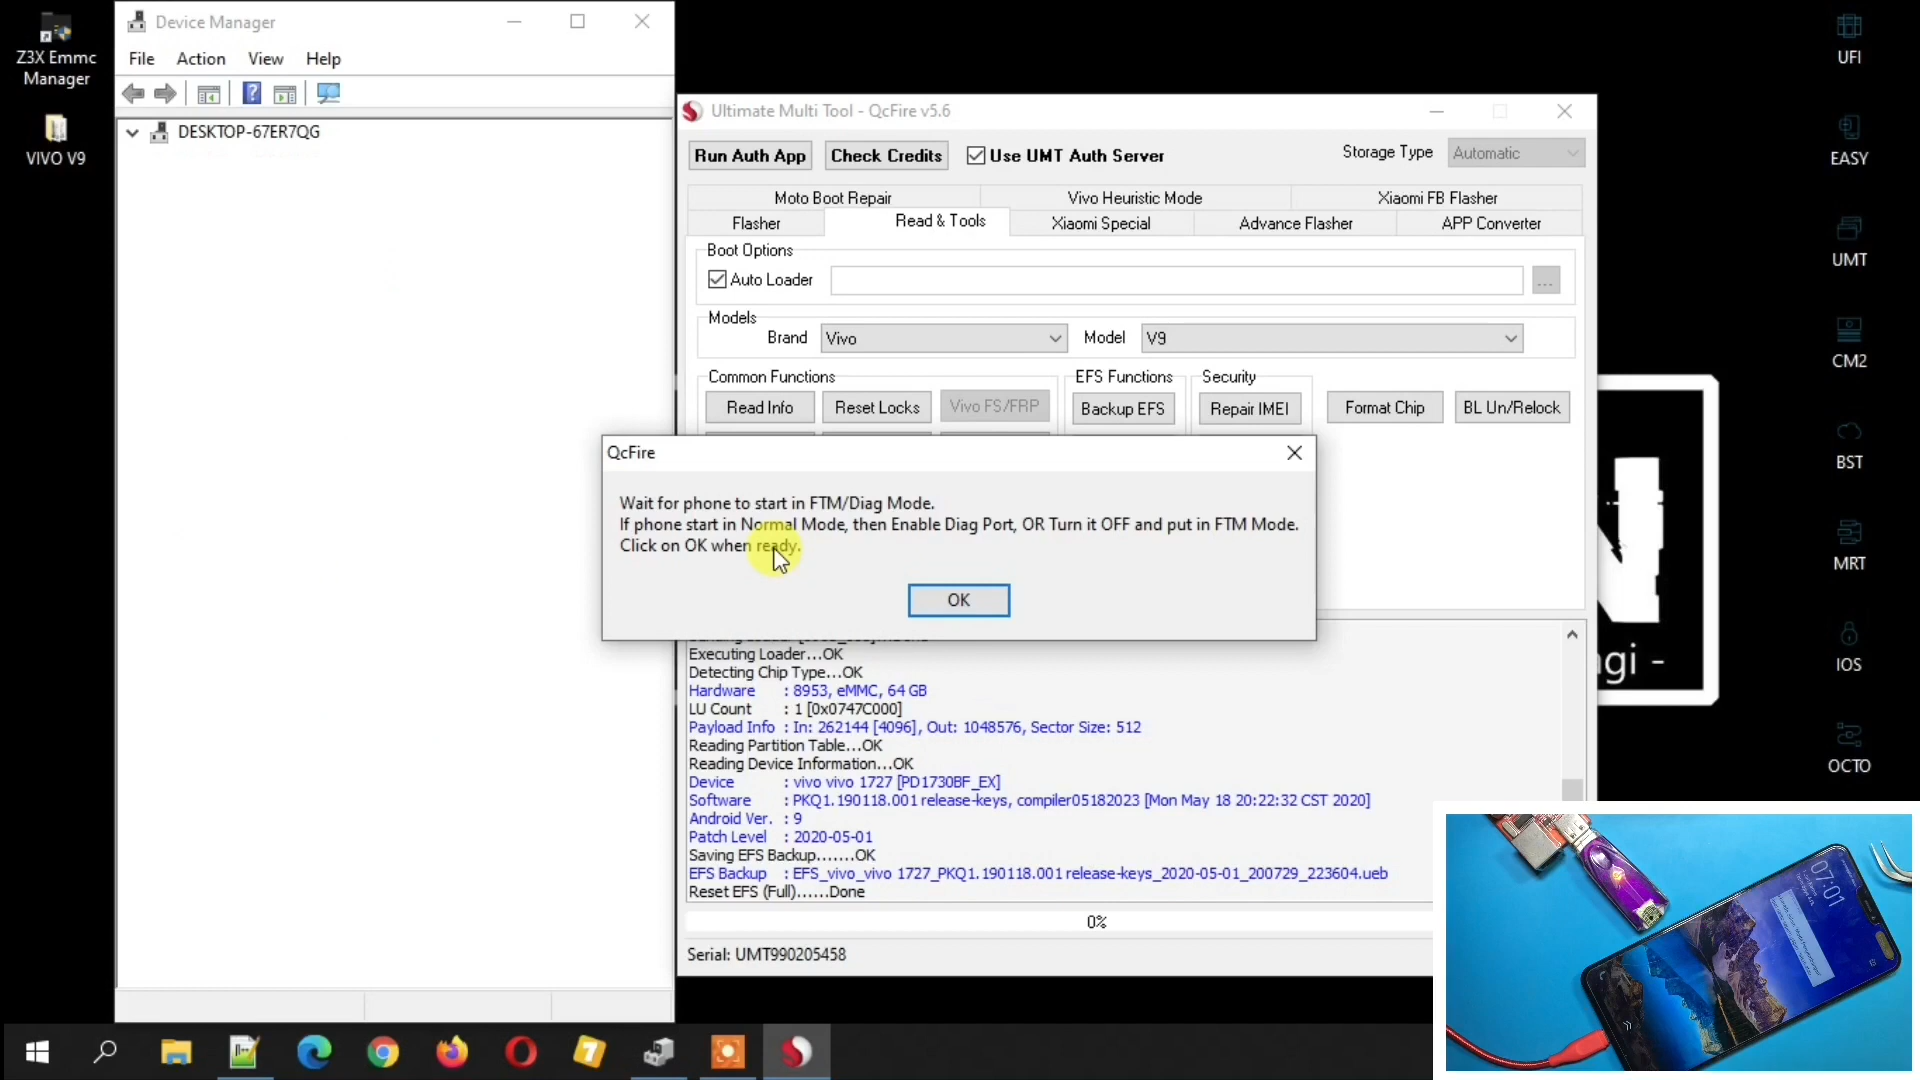 Z3X Emmc
Manager
VIVO V9
Device Manager
File Action View Help
DESKTOP-67ER7QG
Ultimate Multi Tool - QcFire v5.6
Run Auth App Check Credits Use UMT Auth Server Storage Type Automatic
Moto Boot Repair Vivo Heuristic Mode Xiaomi FB Flasher
Flasher Read & Tools Xiaomi Special Advance Flasher APP Converter
Boot Options
Auto Loader ...
Models
Brand Vivo Model V9
Common Functions EFS Functions Security
Read Info Reset Locks Vivo FS/FRP Backup EFS Repair IMEI Format Chip BL Un/Relock
QcFire
Wait for phone to start in FTM/Diag Mode.
If phone start in Normal Mode, then Enable Diag Port, OR Turn it OFF and put in FTM Mode.
Click on OK when ready.
OK
Executing Loader...OK
Detecting Chip Type...OK
Hardware : 8953, eMMC, 64 GB
LU Count : 1 [0x0747C000]
Payload Info : In: 262144 [4096], Out: 1048576, Sector Size: 512
Reading Partition Table...OK
Reading Device Information...OK
Device : vivo vivo 1727 [PD1730BF_EX]
Software : PKQ1.190118.001 release-keys, compiler05182023 [Mon May 18 20:22:32 CST 2020]
Android Ver. : 9
Patch Level : 2020-05-01
Saving EFS Backup.......OK
EFS Backup : EFS_vivo_vivo 1727_PKQ1.190118.001 release-keys_2020-05-01_200729_223604.ueb
Reset EFS (Full)......Done
0%
Serial: UMT990205458
UFI
EASY
UMT
CM2
BST
MRT
IOS
OCTO
N
ngi -
07:01